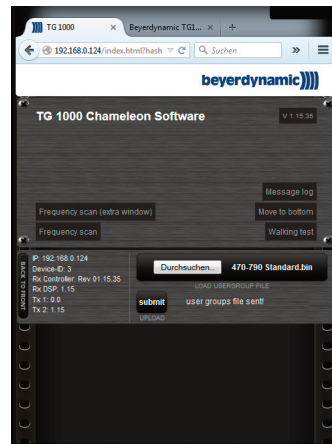 TG 1000
Beyerdynamic TG1...
192.168.0.124/index.html?hash
Suchen
beyerdynamic
TG 1000 Chameleon Software
V 1.15.35
Message log
Frequency scan (extra window)
Move to bottom
Frequency scan
Walking test
BACK TO FRONT
IP: 192.168.0.124
Device-ID: 3
Rx Controller: Rev 01.15.35
Rx DSP: 1.15
Tx 1: 0.0
Tx 2: 1.15
Durchsuchen..
470-790 Standard.bin
LOAD USERGROUP FILE
submit
user groups file sent!
UPLOAD